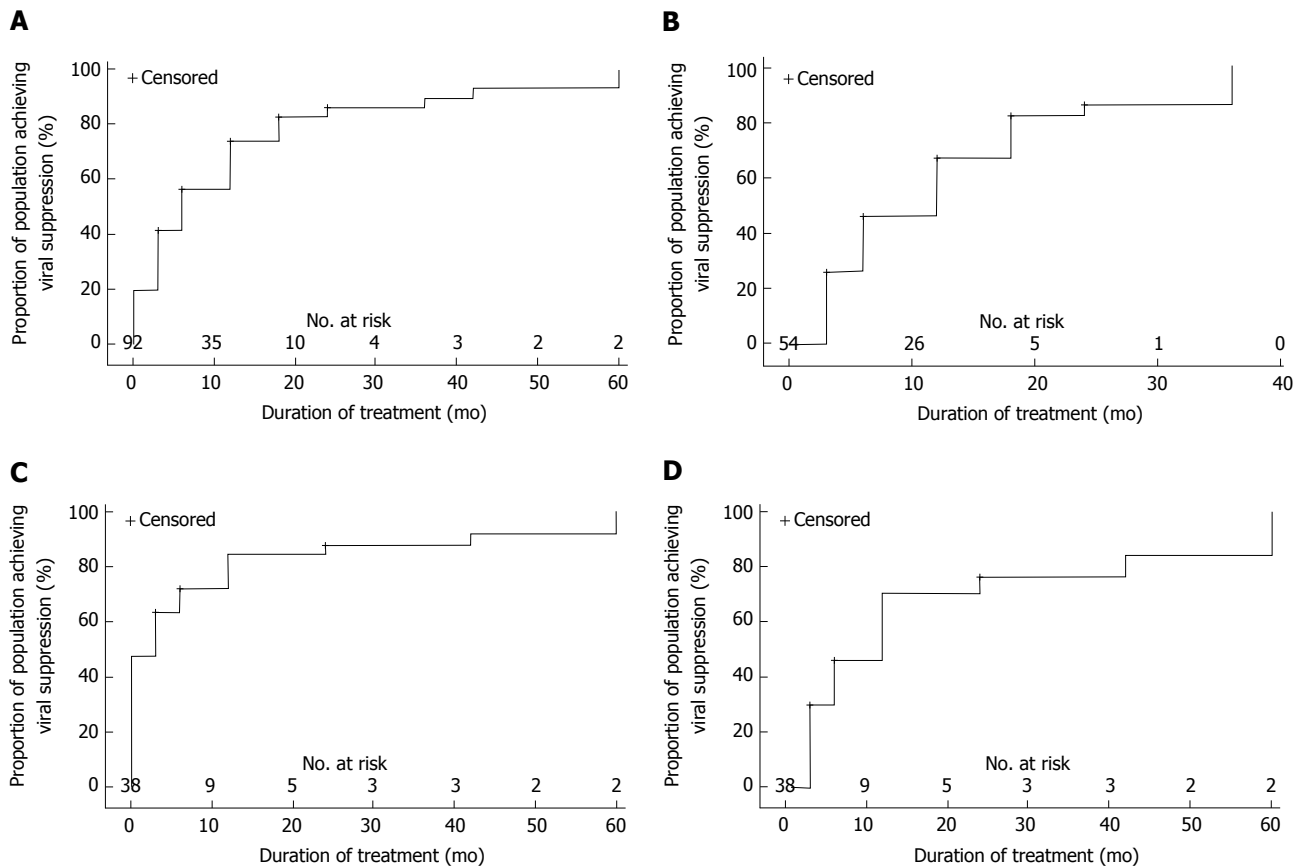 A
Proportion of population achieving
viral suppression (%)
100
80
60
40
20
0
+ Censored
No. at risk
92 35 10 4 3 2 2
0 10 20 30 40 50 60
Duration of treatment (mo)
B
Proportion of population achieving
viral suppression (%)
100
80
60
40
20
0
+ Censored
No. at risk
54 26 5 1 0
0 10 20 30 40
Duration of treatment (mo)
C
Proportion of population achieving
viral suppression (%)
100
80
60
40
20
0
+ Censored
No. at risk
38 9 5 3 3 2 2
0 10 20 30 40 50 60
Duration of treatment (mo)
D
Proportion of population achieving
viral suppression (%)
100
80
60
40
20
0
+ Censored
No. at risk
38 9 5 3 3 2 2
0 10 20 30 40 50 60
Duration of treatment (mo)